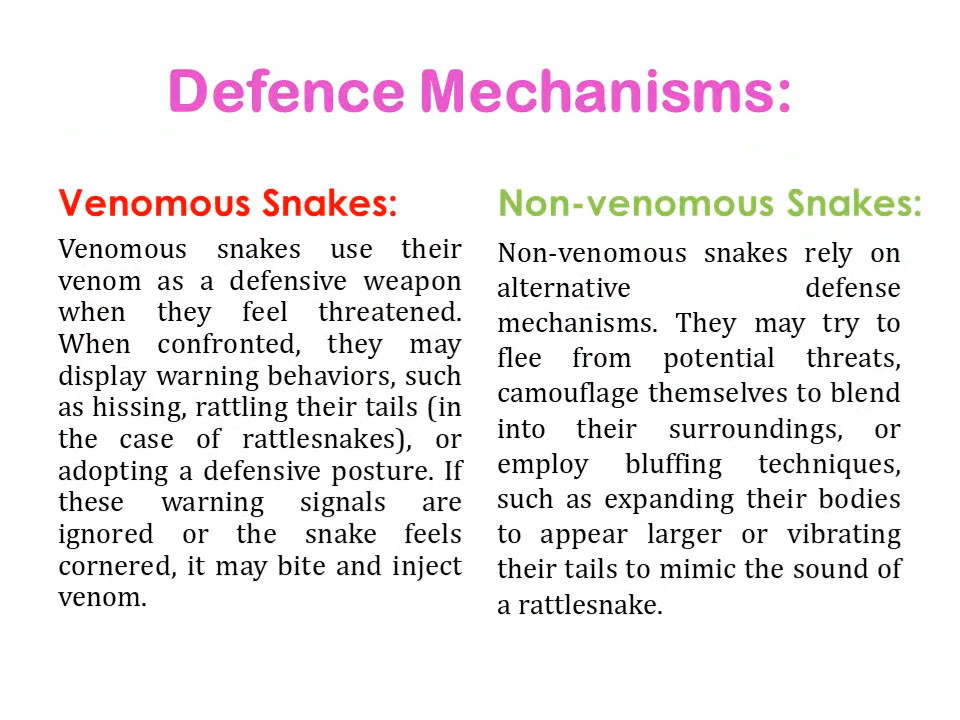 Defence Mechanisms:
Venomous Snakes:
Venomous snakes use their
venom as a defensive weapon
when they feel threatened.
When confronted, they may
display warning behaviors, such
as hissing, rattling their tails (in
the case of rattlesnakes), or
adopting a defensive posture. If
these warning signals are
ignored or the snake feels
cornered, it may bite and inject
venom.
Non-venomous Snakes:
Non-venomous snakes rely on
alternative defense
mechanisms. They may try to
flee from potential threats,
camouflage themselves to blend
into their surroundings, or
employ bluffing techniques,
such as expanding their bodies
to appear larger or vibrating
their tails to mimic the sound of
a rattlesnake.